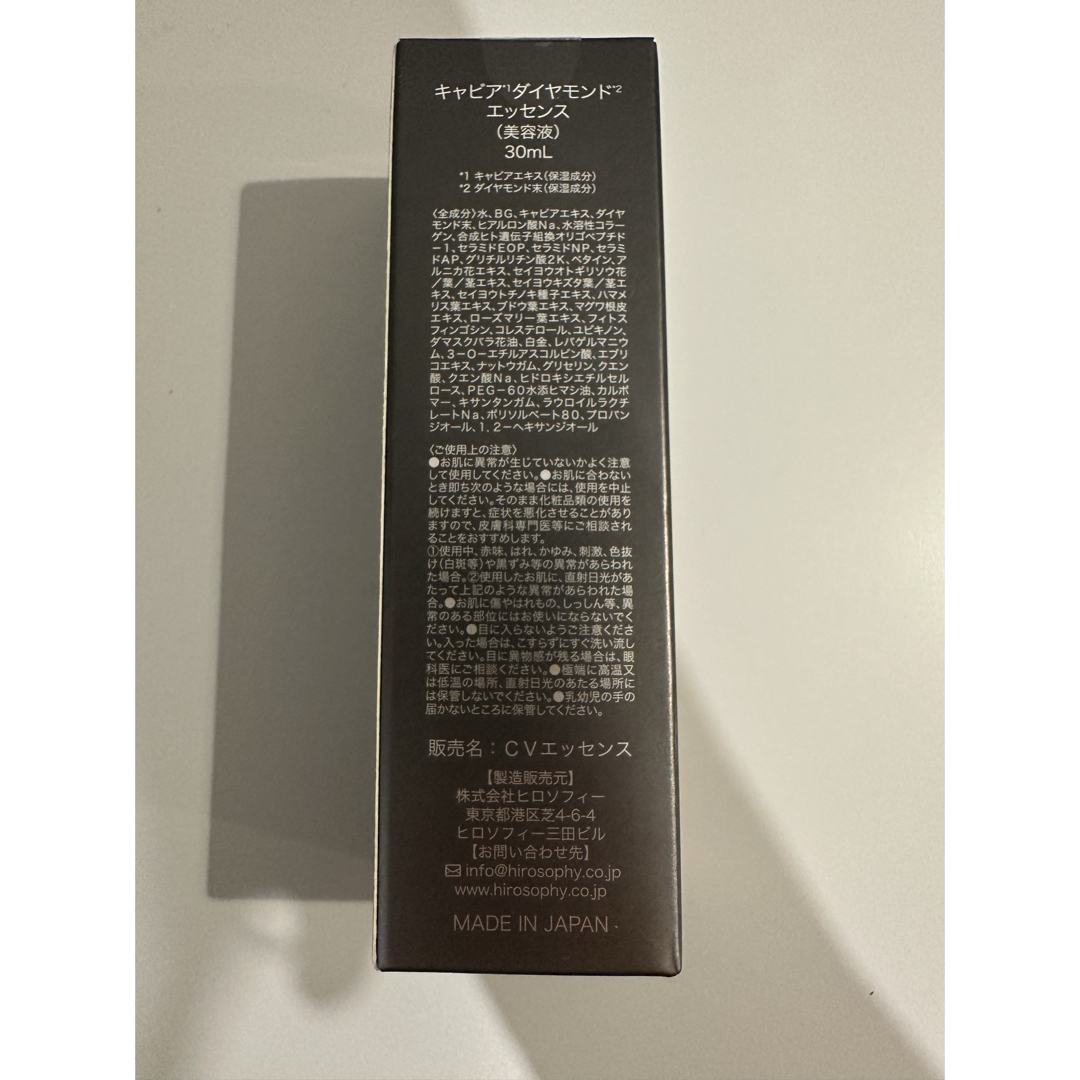 キャビア*1ダイヤモンド*2
エッセンス
（美容液）
30mL
*1 キャビアエキス（保湿成分）
*2 ダイヤモンド末（保湿成分）
〈全成分〉水、BG、キャビアエキス、ダイヤ
モンド末、ヒアルロン酸Na、水溶性コラー
ゲン、合成ヒト遺伝子組換オリゴペプチド
－1、セラミドEOP、セラミドNP、セラミ
ドAP、グリチルリチン酸2K、ベタイン、ア
ルニカ花エキス、セイヨウオトギリソウ花
／葉／茎エキス、セイヨウキズタ葉／茎エ
キス、セイヨウトチノキ種子エキス、ハマメ
リス葉エキス、ブドウ葉エキス、マグワ根皮
エキス、ローズマリー葉エキス、フィトス
フィンゴシン、コレステロール、ユビキノン、
ダマスクバラ花油、白金、レパゲルマニウ
ム、3－O－エチルアスコルビン酸、エプリ
コエキス、ナットウガム、グリセリン、クエン
酸、クエン酸Na、ヒドロキシエチルセル
ロース、PEG－60水添ヒマシ油、カルボ
マー、キサンタンガム、ラウロイルラクチ
レートNa、ポリソルベート80、プロパン
ジオール、1，2－ヘキサンジオール
〈ご使用上の注意〉
●お肌に異常が生じていないかよく注意
して使用してください。●お肌に合わない
とき即ち次のような場合には、使用を中止
してください。そのまま化粧品類の使用を
続けますと、症状を悪化させることがあり
ますので、皮膚科専門医等にご相談され
ることをおすすめします。
①使用中、赤味、はれ、かゆみ、刺激、色抜
け（白斑等）や黒ずみ等の異常があらわれ
た場合。②使用したお肌に、直射日光があ
たって上記のような異常があらわれた場
合。●お肌に傷やはれもの、しっしん等、異
常のある部位にはお使いにならないでく
ださい。●目に入らないようご注意くださ
い。入った場合は、こすらずにすぐ洗い流し
てください。目に異物感が残る場合は、眼
科医にご相談ください。●極端に高温又
は低温の場所、直射日光のあたる場所に
は保管しないでください。●乳幼児の手の
届かないところに保管してください。
販売名：CVエッセンス
【製造販売元】
株式会社ヒロソフィー
東京都港区芝4-6-4
ヒロソフィー三田ビル
【お問い合わせ先】
info@hirosophy.co.jp
www.hirosophy.co.jp
MADE IN JAPAN